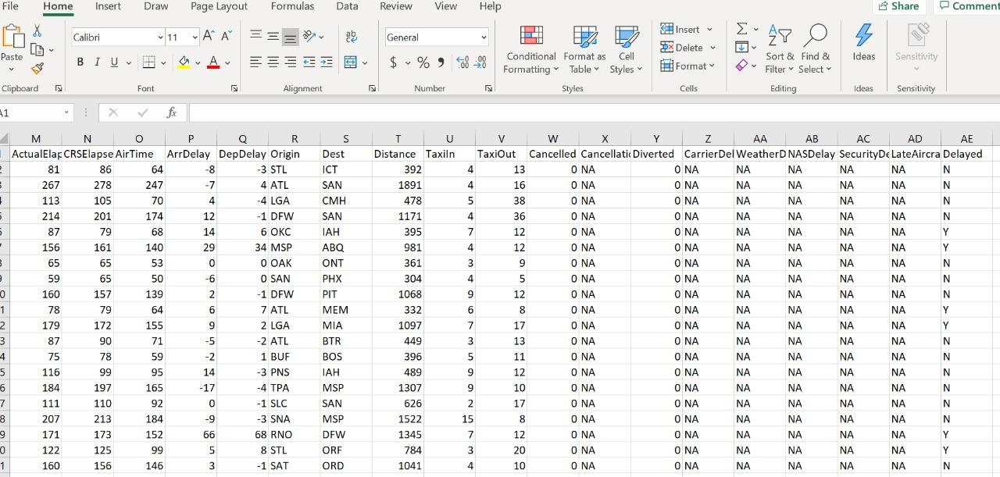 File Home Insert Draw Page Layout Formulas Data Review View Help Share Comment
Calibri 11 A A ab General Insert Σ
Paste B I U A $ % 9 .00 Conditional Formatting Format as Table Cell Styles Delete Sort & Filter Find & Select Ideas Sensitivity
Format
Clipboard Font Alignment Number Styles Cells Editing Ideas Sensitivity
A1 fx
M N O P Q R S T U V W X Y Z AA AB AC AD AE
ActualElap CRSElapse AirTime ArrDelay DepDelay Origin Dest Distance TaxiIn TaxiOut Cancelled Cancellatio Diverted CarrierDel WeatherD NASDelay SecurityDe LateAircra Delayed
2 81 86 64 -8 -3 STL ICT 392 4 13 0 NA 0 NA NA NA NA NA N
3 267 278 247 -7 4 ATL SAN 1891 4 16 0 NA 0 NA NA NA NA NA N
4 113 105 70 4 -4 LGA CMH 478 5 38 0 NA 0 NA NA NA NA NA N
5 214 201 174 12 -1 DFW SAN 1171 4 36 0 NA 0 NA NA NA NA NA N
6 87 79 68 14 6 OKC IAH 395 7 12 0 NA 0 NA NA NA NA NA Y
7 156 161 140 29 34 MSP ABQ 981 4 12 0 NA 0 NA NA NA NA NA Y
8 65 65 53 0 0 OAK ONT 361 3 9 0 NA 0 NA NA NA NA NA N
9 59 65 50 -6 0 SAN PHX 304 4 5 0 NA 0 NA NA NA NA NA N
0 160 157 139 2 -1 DFW PIT 1068 9 12 0 NA 0 NA NA NA NA NA N
1 78 79 64 6 7 ATL MEM 332 6 8 0 NA 0 NA NA NA NA NA Y
2 179 172 155 9 2 LGA MIA 1097 7 17 0 NA 0 NA NA NA NA NA Y
3 87 90 71 -5 -2 ATL BTR 449 3 13 0 NA 0 NA NA NA NA NA N
4 75 78 59 -2 1 BUF BOS 396 5 11 0 NA 0 NA NA NA NA NA N
5 116 99 95 14 -3 PNS IAH 489 9 12 0 NA 0 NA NA NA NA NA N
6 184 197 165 -17 -4 TPA MSP 1307 9 10 0 NA 0 NA NA NA NA NA N
7 111 110 92 0 -1 SLC SAN 626 2 17 0 NA 0 NA NA NA NA NA N
8 207 213 184 -9 -3 SNA MSP 1522 15 8 0 NA 0 NA NA NA NA NA N
9 171 173 152 66 68 RNO DFW 1345 7 12 0 NA 0 NA NA NA NA NA Y
0 122 125 99 5 8 STL ORF 784 3 20 0 NA 0 NA NA NA NA NA Y
1 160 156 146 3 -1 SAT ORD 1041 4 10 0 NA 0 NA NA NA NA NA N